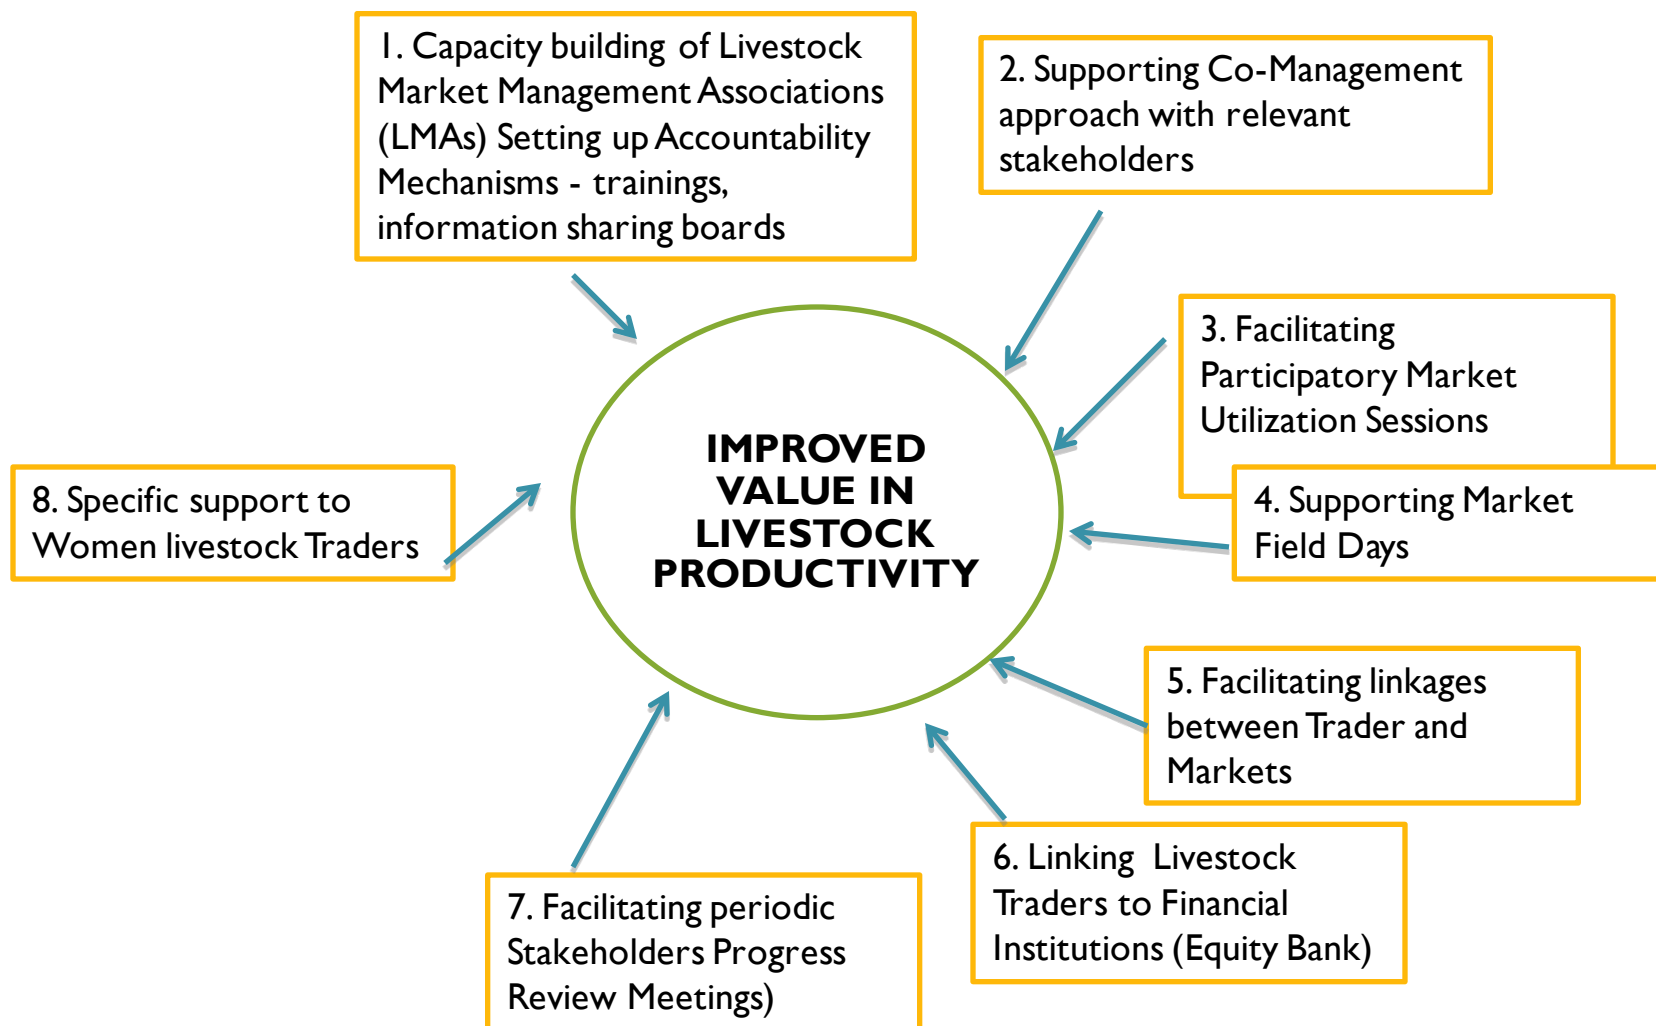 1. Capacity building of Livestock
Market Management Associations
(LMAs) Setting up Accountability
Mechanisms - trainings,
information sharing boards
2. Supporting Co-Management
approach with relevant
stakeholders
3. Facilitating
Participatory Market
Utilization Sessions
4. Supporting Market
Field Days
5. Facilitating linkages
between Trader and
Markets
6. Linking Livestock
Traders to Financial
Institutions (Equity Bank)
7. Facilitating periodic
Stakeholders Progress
Review Meetings)
8. Specific support to
Women livestock Traders
IMPROVED
VALUE IN
LIVESTOCK
PRODUCTIVITY